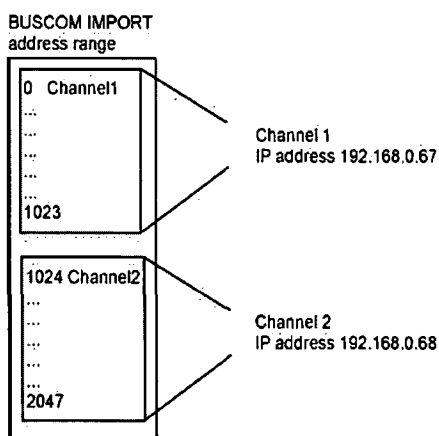 BUSCOM IMPORT
address range
0 Channel1
...
...
...
...
...
1023
Channel 1
IP address 192.168.0.67
1024 Channel2
...
...
...
...
...
2047
Channel 2
IP address 192.168.0.68